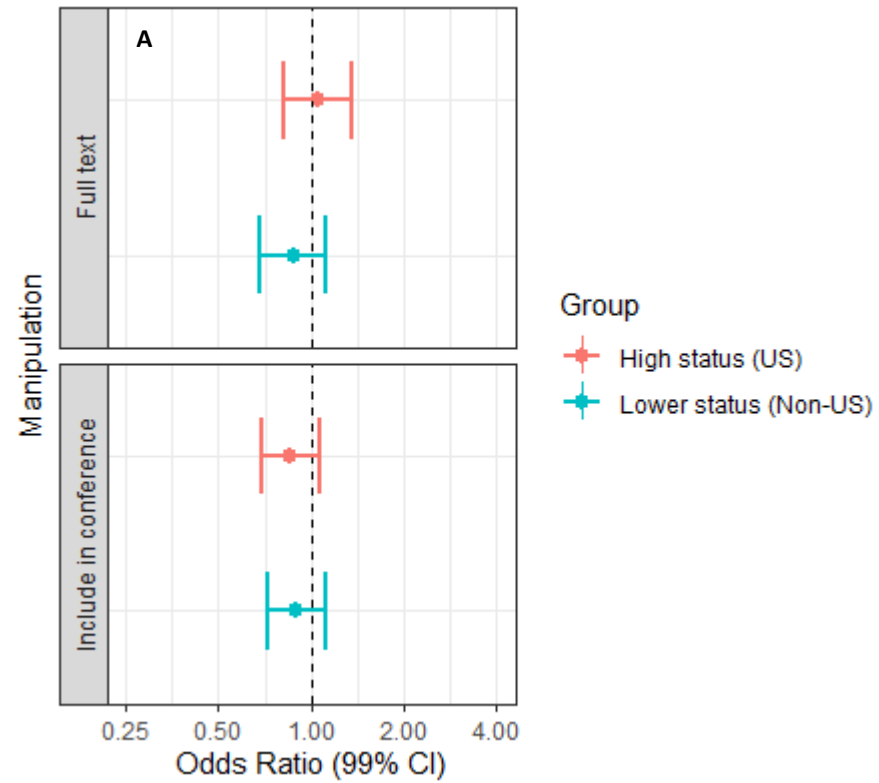 A
Full text
Include in conference
Manipulation
0.25 0.50 1.00 2.00 4.00
Odds Ratio (99% CI)
Group
High status (US)
Lower status (Non-US)